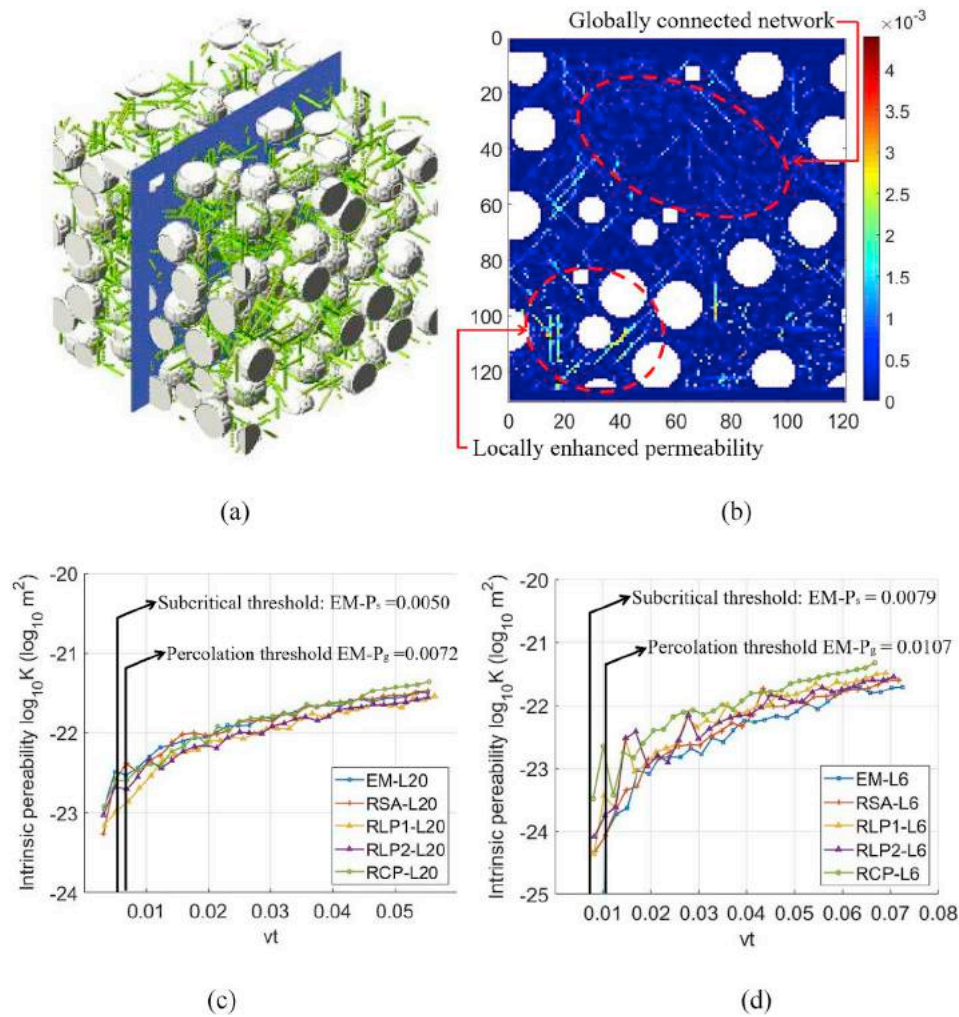 Globally connected network
×10⁻³
0
20
40
60
80
100
120
0 20 40 60 80 100 120
4
3.5
3
2.5
2
1.5
1
0.5
0
Locally enhanced permeability
(a)
(b)
Intrinsic pereability log₁₀K (log₁₀ m²)
-20
-21
-22
-23
-24
Subcritical threshold: EM-Pₛ =0.0050
Percolation threshold EM-P_g =0.0072
EM-L20
RSA-L20
RLP1-L20
RLP2-L20
RCP-L20
0.01 0.02 0.03 0.04 0.05
vt
(c)
Intrinsic pereability log₁₀K (log₁₀ m²)
-20
-21
-22
-23
-24
-25
Subcritical threshold: EM-Pₛ = 0.0079
Percolation threshold EM-P_g = 0.0107
EM-L6
RSA-L6
RLP1-L6
RLP2-L6
RCP-L6
0.01 0.02 0.03 0.04 0.05 0.06 0.07 0.08
vt
(d)